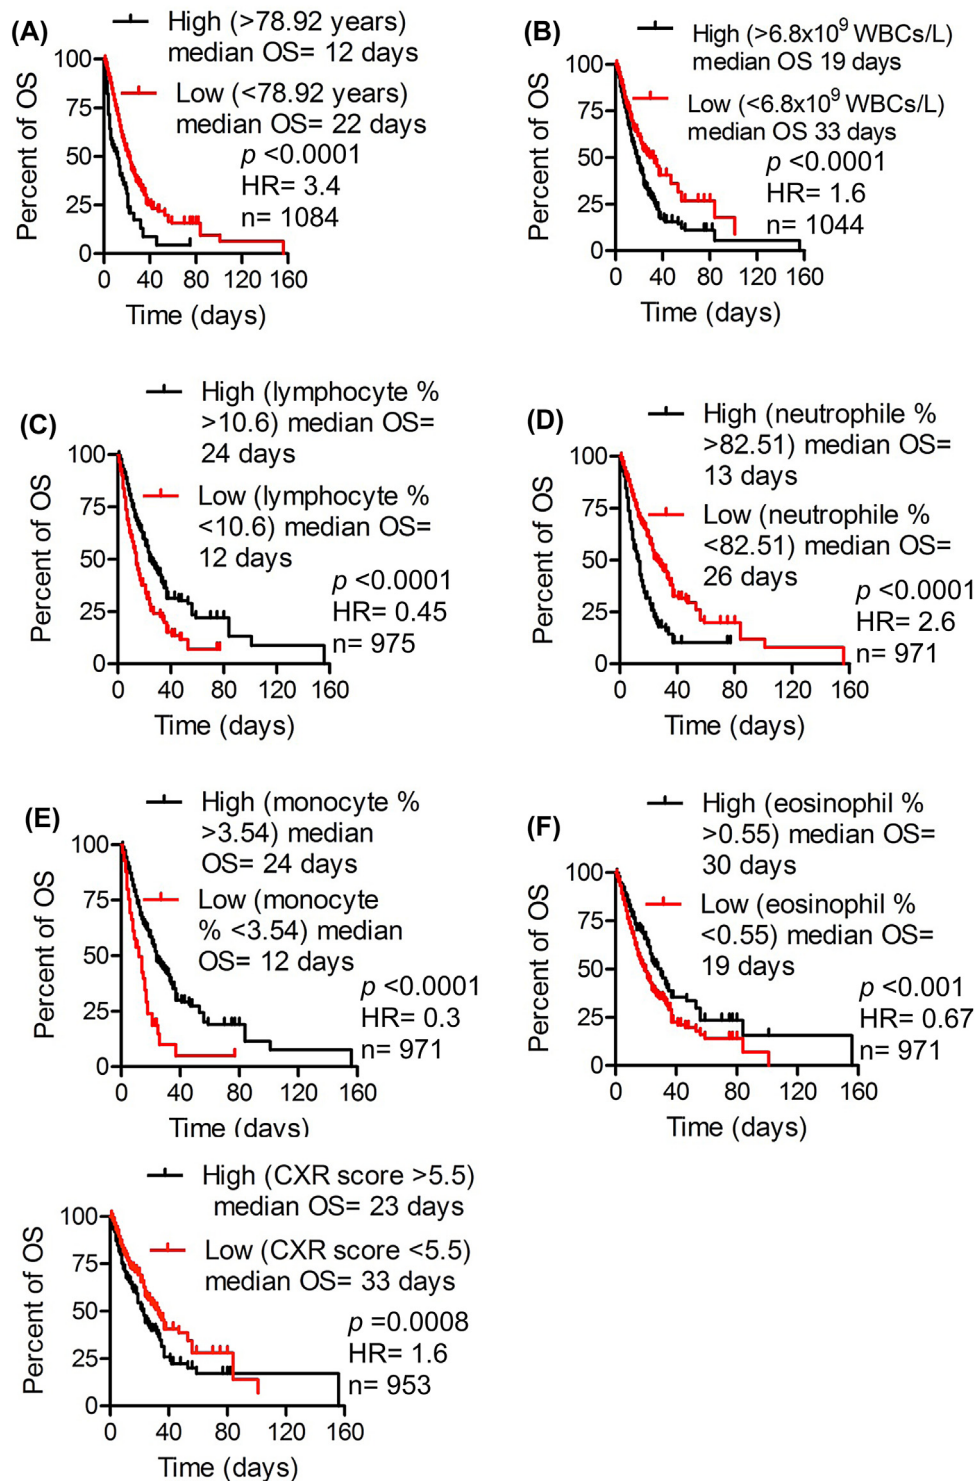 (A)
High (>78.92 years)
median OS= 12 days
Low (<78.92 years)
median OS= 22 days
p <0.0001
HR= 3.4
n= 1084
Percent of OS
100
75
50
25
0
0 40 80 120 160
Time (days)
(B)
High (>6.8x10⁹ WBCs/L)
median OS 19 days
Low (<6.8x10⁹ WBCs/L)
median OS 33 days
p <0.0001
HR= 1.6
n= 1044
Percent of OS
100
75
50
25
0
0 40 80 120 160
Time (days)
(C)
High (lymphocyte %
>10.6) median OS=
24 days
Low (lymphocyte %
<10.6) median OS=
12 days
p <0.0001
HR= 0.45
n= 975
Percent of OS
100
75
50
25
0
0 40 80 120 160
Time (days)
(D)
High (neutrophile %
>82.51) median OS=
13 days
Low (neutrophile %
<82.51) median OS=
26 days
p <0.0001
HR= 2.6
n= 971
Percent of OS
100
75
50
25
0
0 40 80 120 160
Time (days)
(E)
High (monocyte %
>3.54) median
OS= 24 days
Low (monocyte
% <3.54) median
OS= 12 days
p <0.0001
HR= 0.3
n= 971
Percent of OS
100
75
50
25
0
0 40 80 120 160
Time (days)
(F)
High (eosinophil %
>0.55) median OS=
30 days
Low (eosinophil %
<0.55) median OS=
19 days
p <0.001
HR= 0.67
n= 971
Percent of OS
100
75
50
25
0
0 40 80 120 160
Time (days)
High (CXR score >5.5)
median OS= 23 days
Low (CXR score <5.5)
median OS= 33 days
p =0.0008
HR= 1.6
n= 953
Percent of OS
100
75
50
25
0
0 40 80 120 160
Time (days)